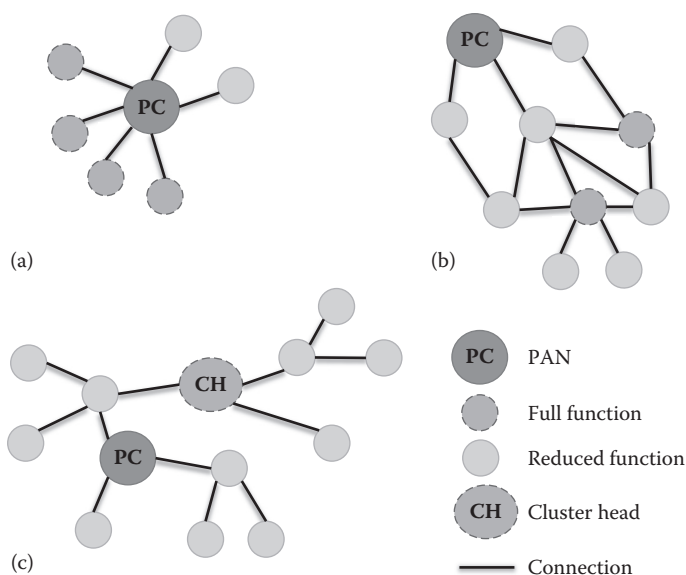 PC
(a)
PC
(b)
CH
PC
(c)
PC PAN
Full function
Reduced function
CH Cluster head
Connection